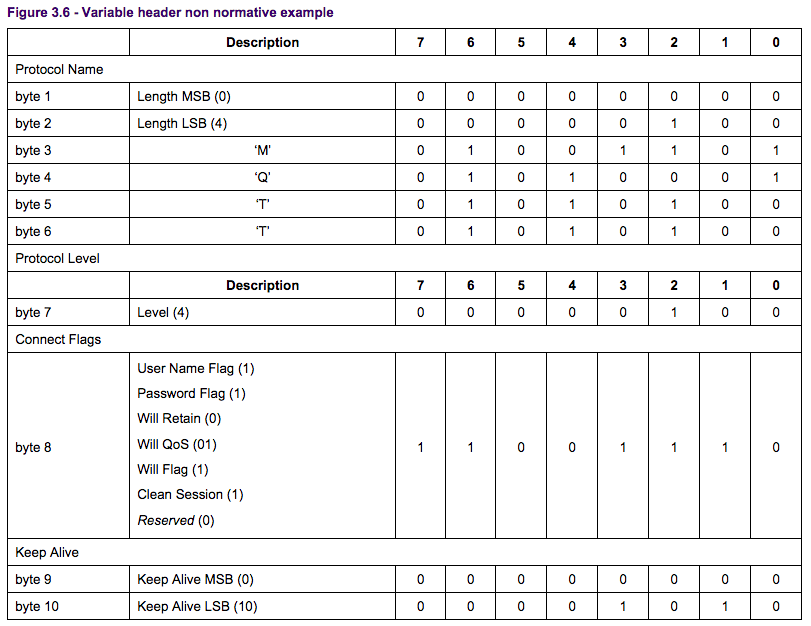 Figure 3.6 - Variable header non normative example
Description 7 6 5 4 3 2 1 0
Protocol Name
byte 1 Length MSB (0) 0 0 0 0 0 0 0 0
byte 2 Length LSB (4) 0 0 0 0 0 1 0 0
byte 3 ‘M’ 0 1 0 0 1 1 0 1
byte 4 ‘Q’ 0 1 0 1 0 0 0 1
byte 5 ‘T’ 0 1 0 1 0 1 0 0
byte 6 ‘T’ 0 1 0 1 0 1 0 0
Protocol Level
Description 7 6 5 4 3 2 1 0
byte 7 Level (4) 0 0 0 0 0 1 0 0
Connect Flags
User Name Flag (1)
Password Flag (1)
Will Retain (0)
Will QoS (01)
byte 8 1 1 0 0 1 1 1 0
Will Flag (1)
Clean Session (1)
Reserved (0)
Keep Alive
byte 9 Keep Alive MSB (0) 0 0 0 0 0 0 0 0
byte 10 Keep Alive LSB (10) 0 0 0 0 1 0 1 0